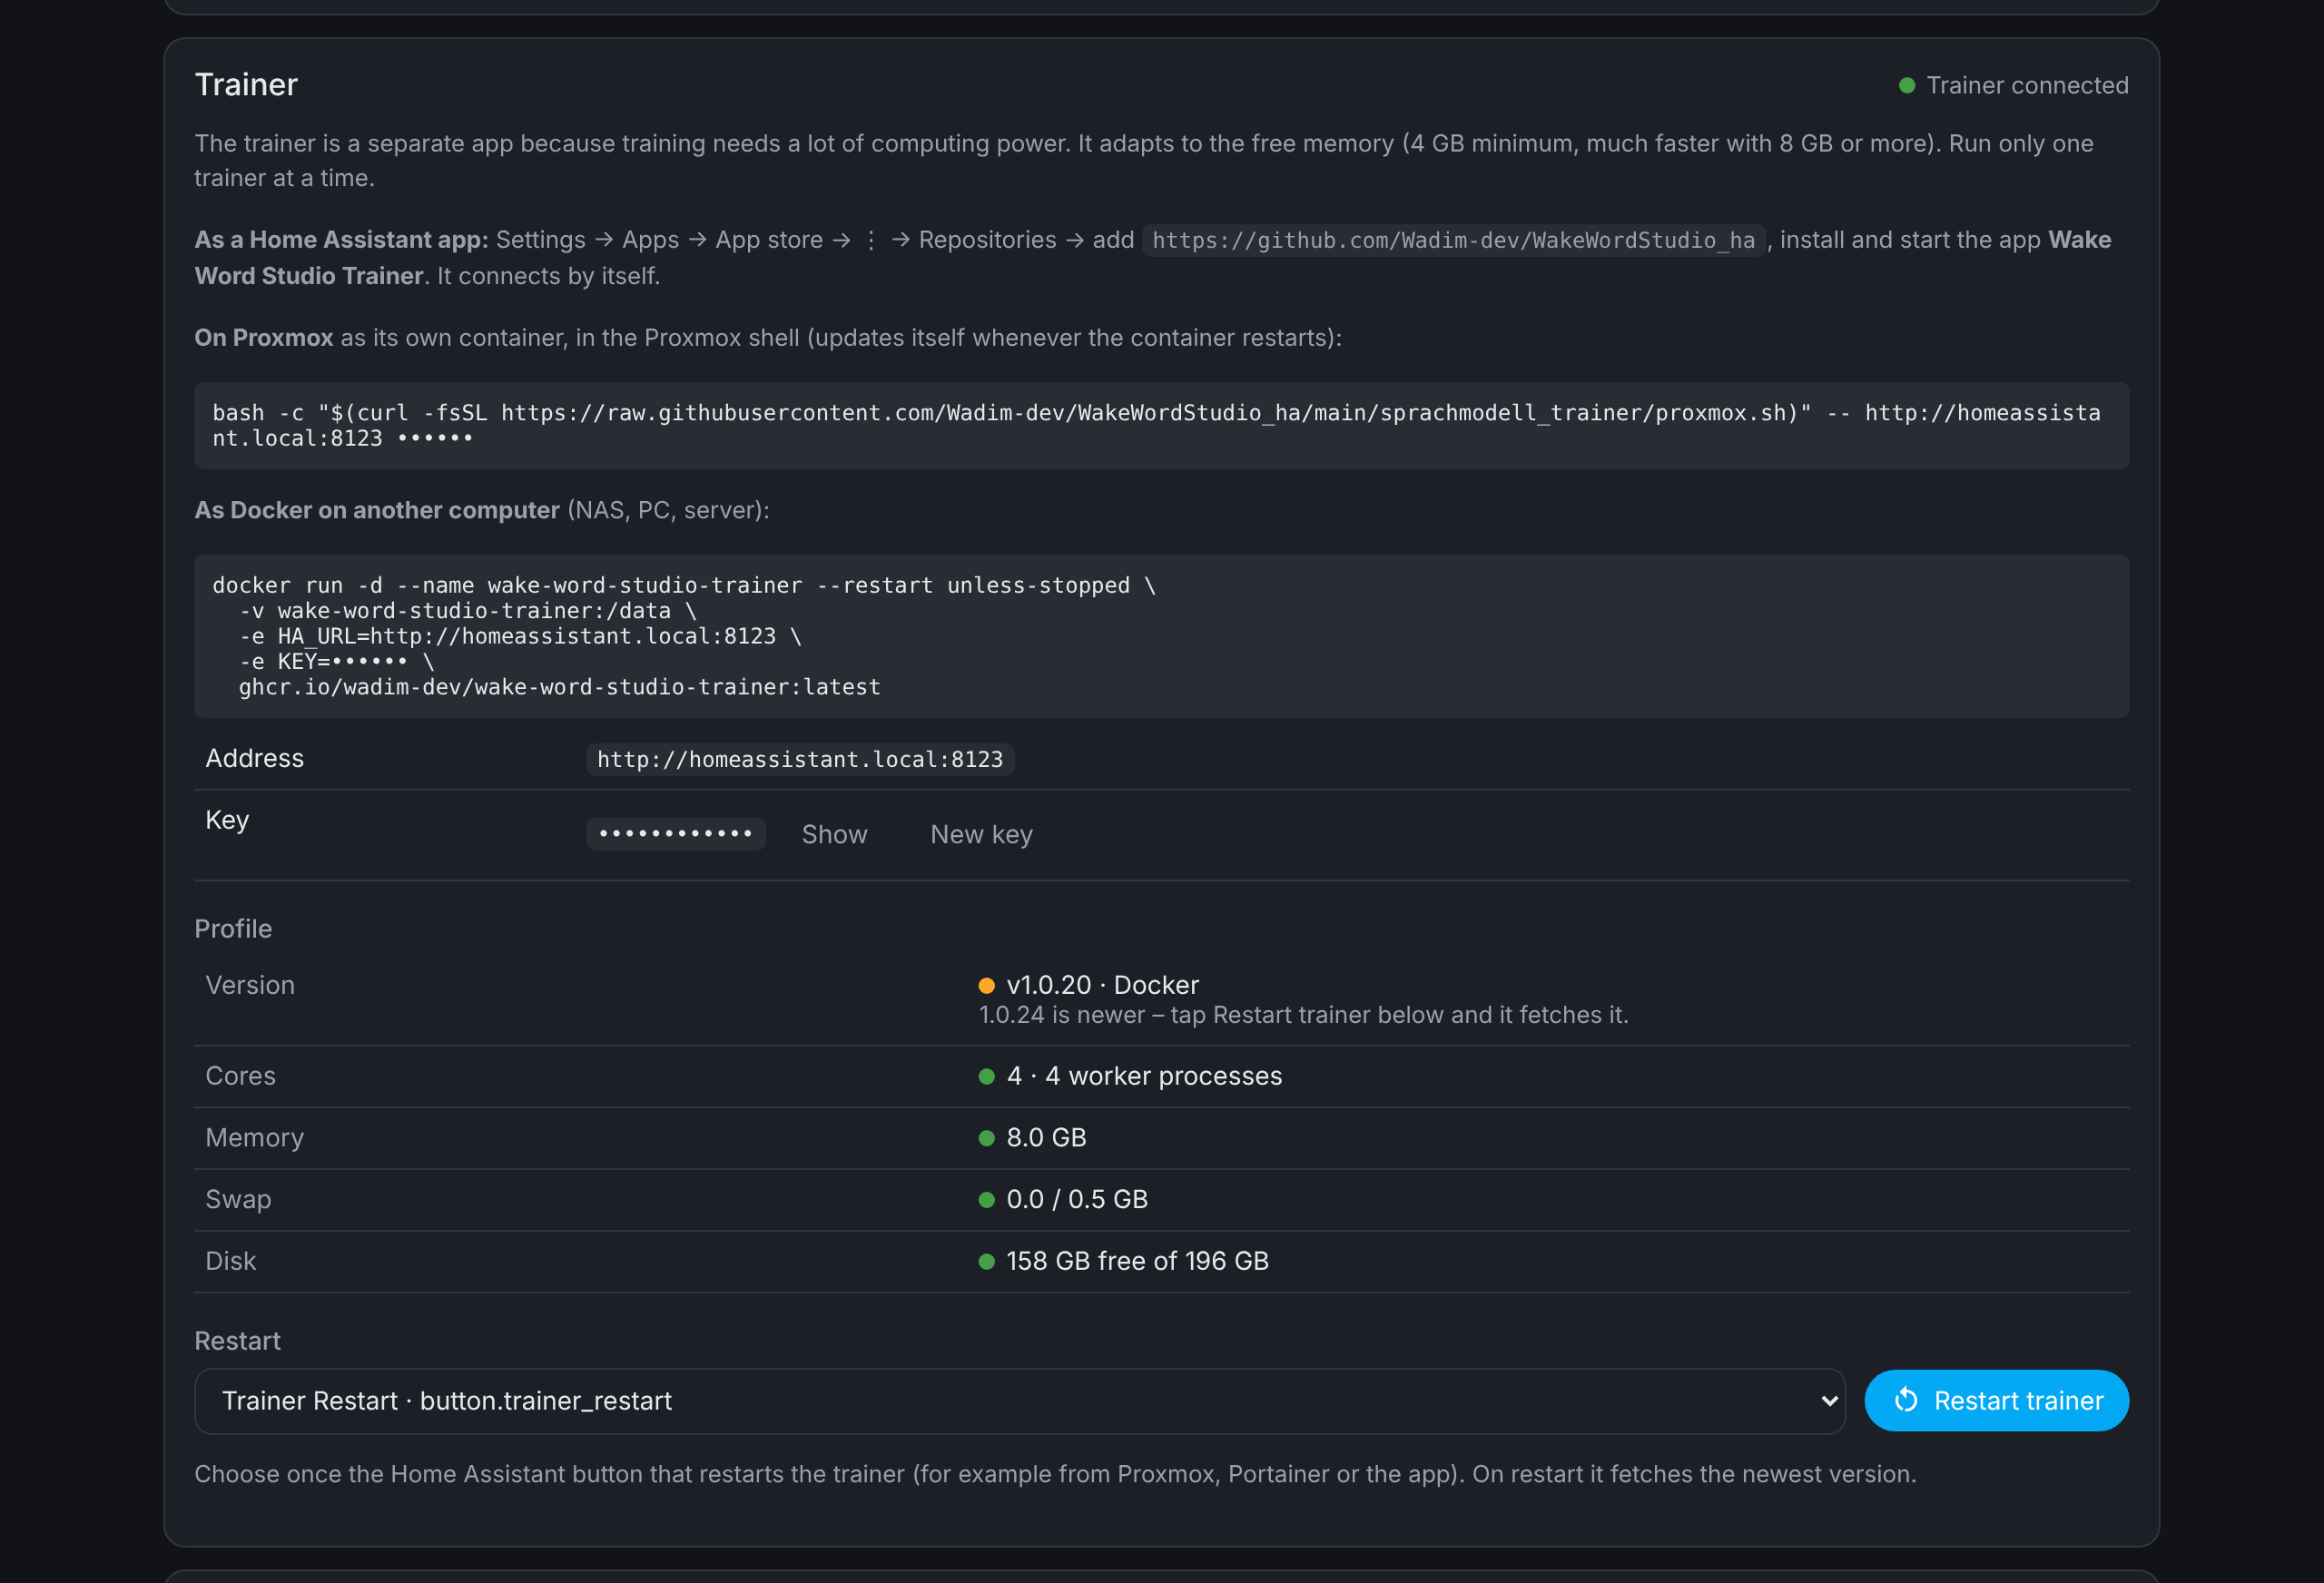 Trainer
Trainer connected
The trainer is a separate app because training needs a lot of computing power. It adapts to the free memory (4 GB minimum, much faster with 8 GB or more). Run only one
trainer at a time.
As a Home Assistant app: Settings → Apps → App store → ⋮ → Repositories → add https://github.com/Wadim-dev/WakeWordStudio_ha, install and start the app Wake
Word Studio Trainer. It connects by itself.
On Proxmox as its own container, in the Proxmox shell (updates itself whenever the container restarts):
bash -c "$(curl -fsSL https://raw.githubusercontent.com/Wadim-dev/WakeWordStudio_ha/main/sprachmodell_trainer/proxmox.sh)" -- http://homeassista
nt.local:8123 ••••••
As Docker on another computer (NAS, PC, server):
docker run -d --name wake-word-studio-trainer --restart unless-stopped \
  -v wake-word-studio-trainer:/data \
  -e HA_URL=http://homeassistant.local:8123 \
  -e KEY=•••••• \
  ghcr.io/wadim-dev/wake-word-studio-trainer:latest
Address http://homeassistant.local:8123
Key •••••••••••• Show New key
Profile
Version v1.0.20 · Docker
1.0.24 is newer – tap Restart trainer below and it fetches it.
Cores 4 · 4 worker processes
Memory 8.0 GB
Swap 0.0 / 0.5 GB
Disk 158 GB free of 196 GB
Restart
Trainer Restart · button.trainer_restart
Restart trainer
Choose once the Home Assistant button that restarts the trainer (for example from Proxmox, Portainer or the app). On restart it fetches the newest version.